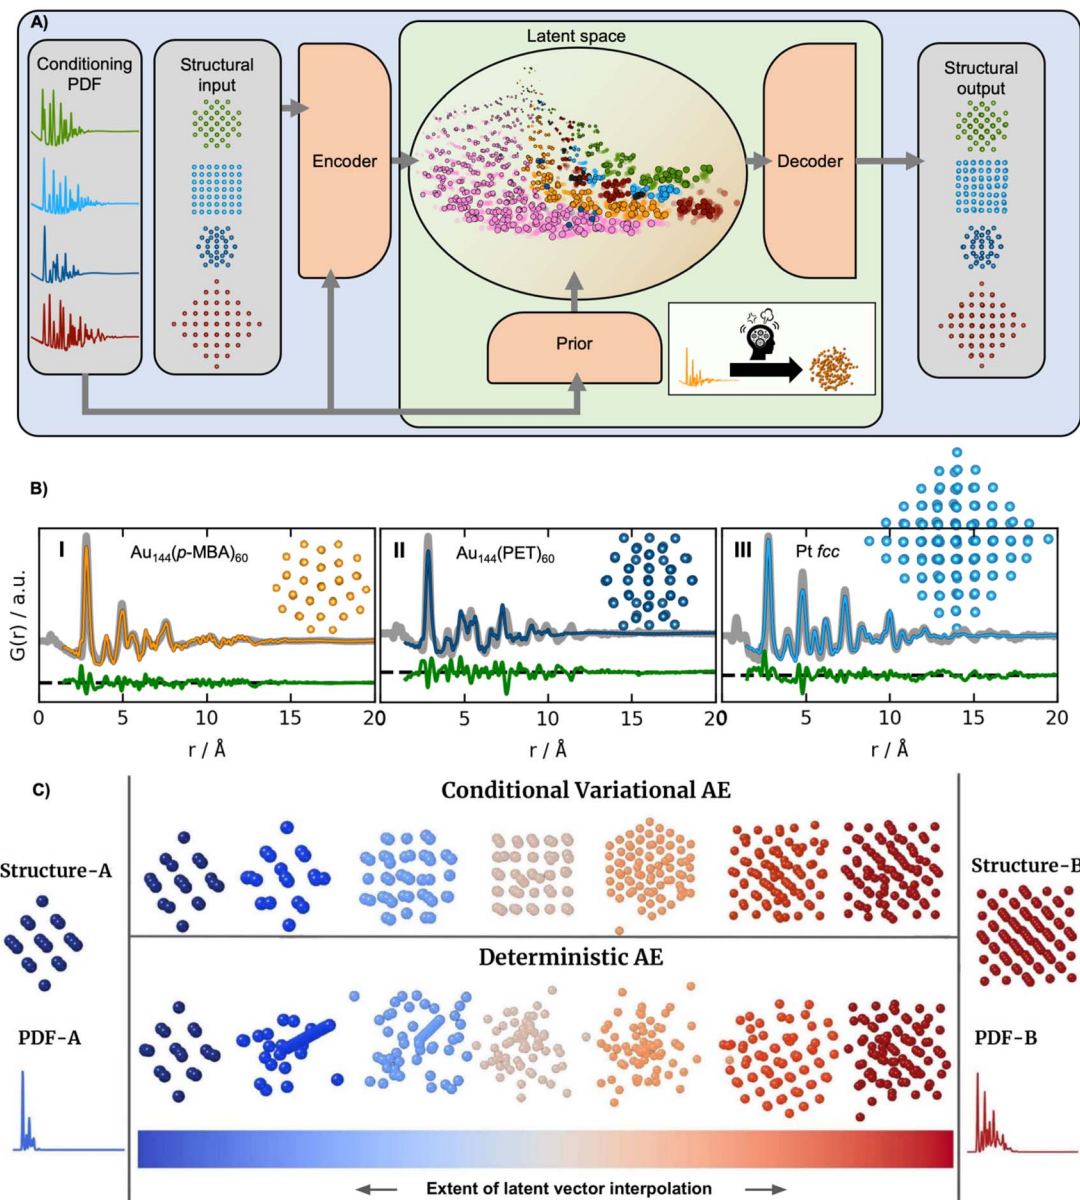 A)
Conditioning
PDF
Structural
input
Encoder
Latent space
Decoder
Structural
output
Prior
B)
G(r) / a.u.
I
Au₁₄₄(p-MBA)₆₀
II
Au₁₄₄(PET)₆₀
III
Pt fcc
0 5 10 15 20
0 5 10 15 20
0 5 10 15 20
r / Å
r / Å
r / Å
C)
Conditional Variational AE
Structure-A
Structure-B
Deterministic AE
PDF-A
PDF-B
Extent of latent vector interpolation